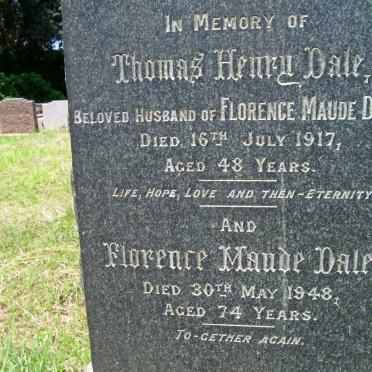 In Memory of
Thomas Henry Dale,
Beloved Husband of Florence Maude D
Died 16th July 1917,
Aged 48 Years.
Life, Hope, Love and then-Eternity
And
Florence Maude Dale
Died 30th May 1948,
Aged 74 Years.
To-gether again.